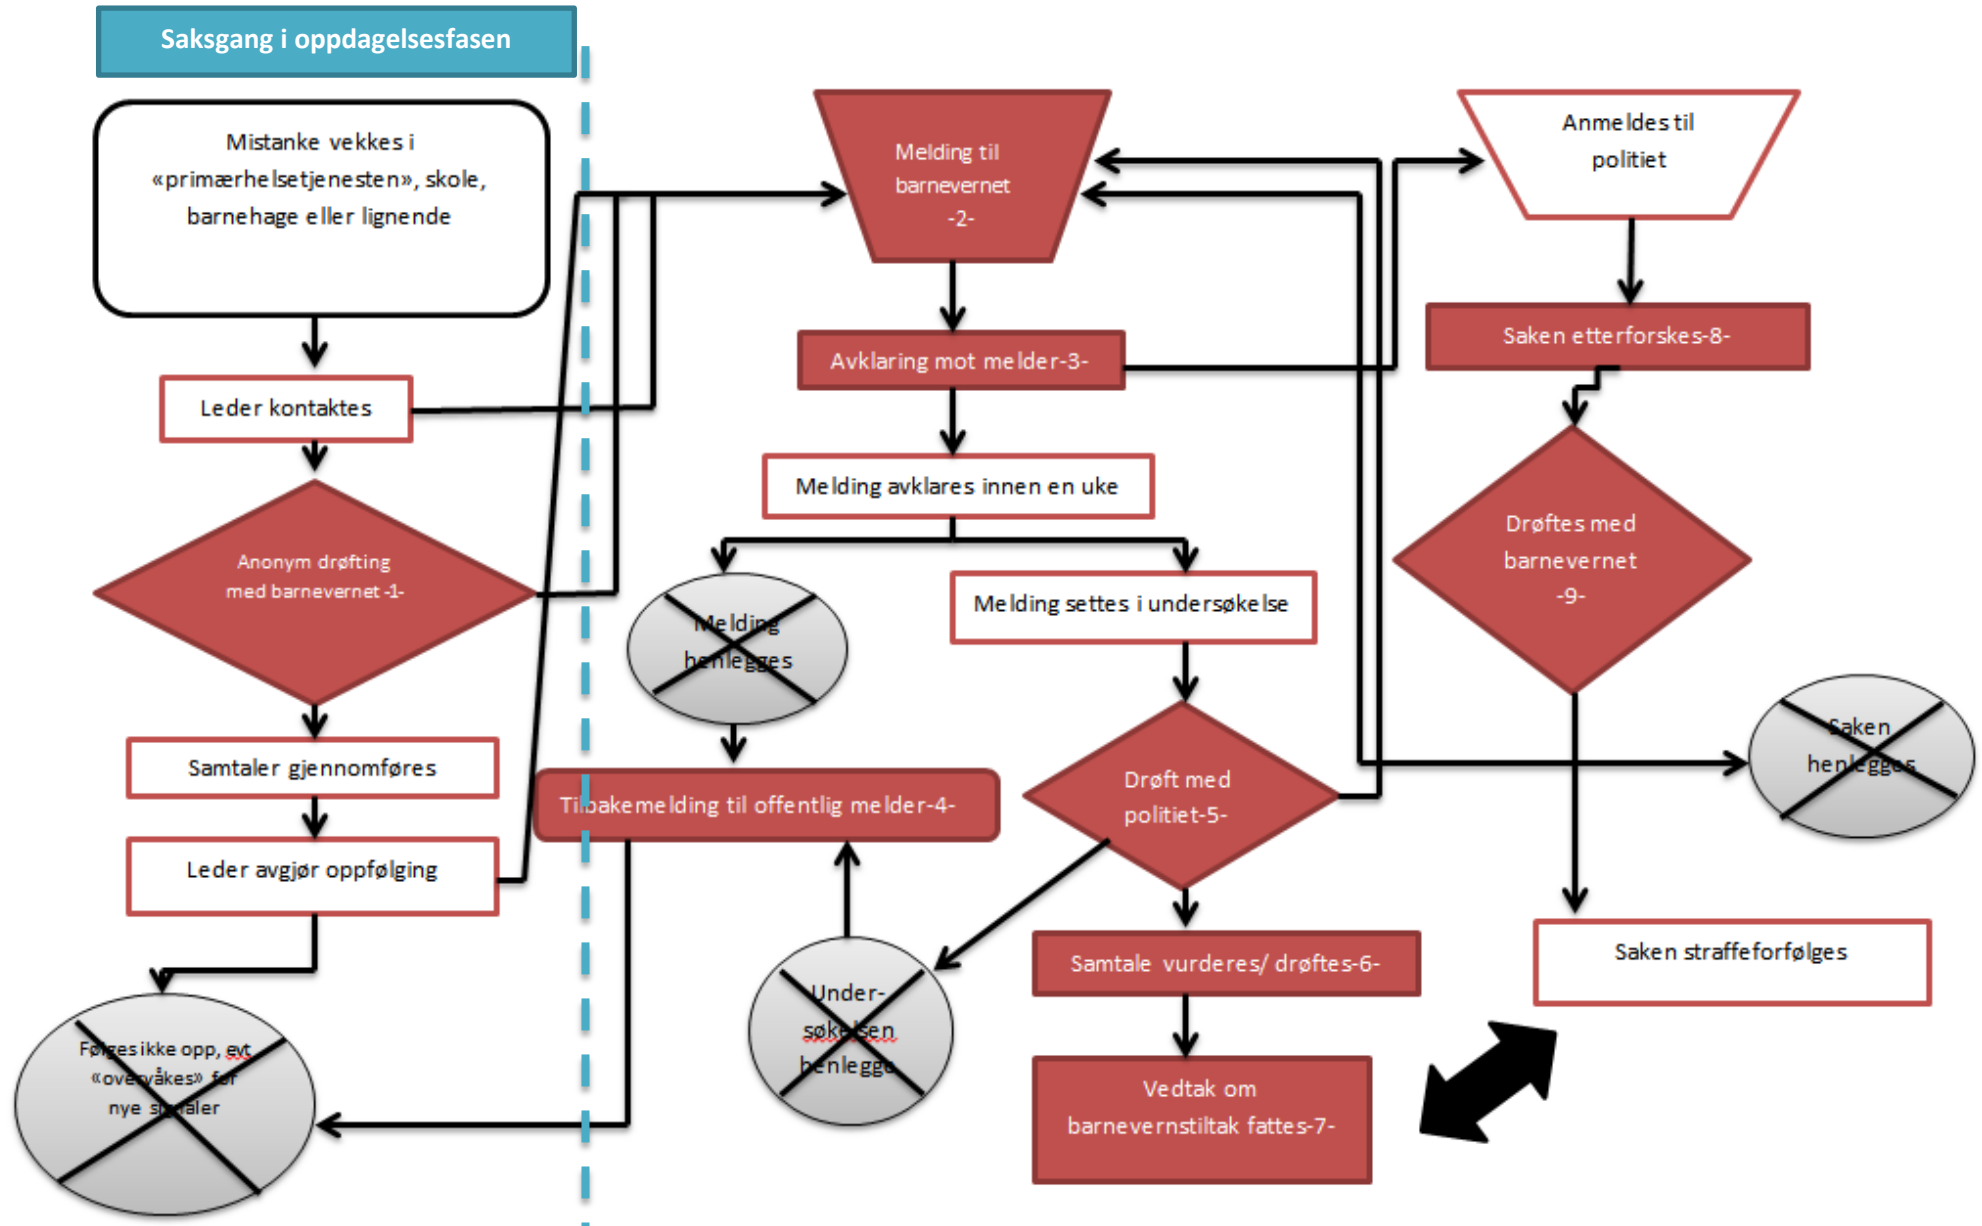 Saksgang i oppdagelsesfasen
Mistanke vekkes i
«primærhelsetjenesten», skole,
barnehage eller lignende
Leder kontaktes
Anonym drøfting
med barnevernet -1-
Samtaler gjennomføres
Leder avgjør oppfølging
Følges ikke opp, evt
«overvåkes» for
nye signaler
Melding til
barnevernet
-2-
Avklaring mot melder-3-
Melding avklares innen en uke
Melding
henlegges
Melding settes i undersøkelse
Tilbakemelding til offentlig melder-4-
Drøft med
politiet-5-
Under-
søkelsen
henlegge
Samtale vurderes/ drøftes-6-
Vedtak om
barnevernstiltak fattes-7-
Anmeldes til
politiet
Saken etterforskes-8-
Drøftes med
barnevernet
-9-
Saken
henlegges
Saken straffeforfølges